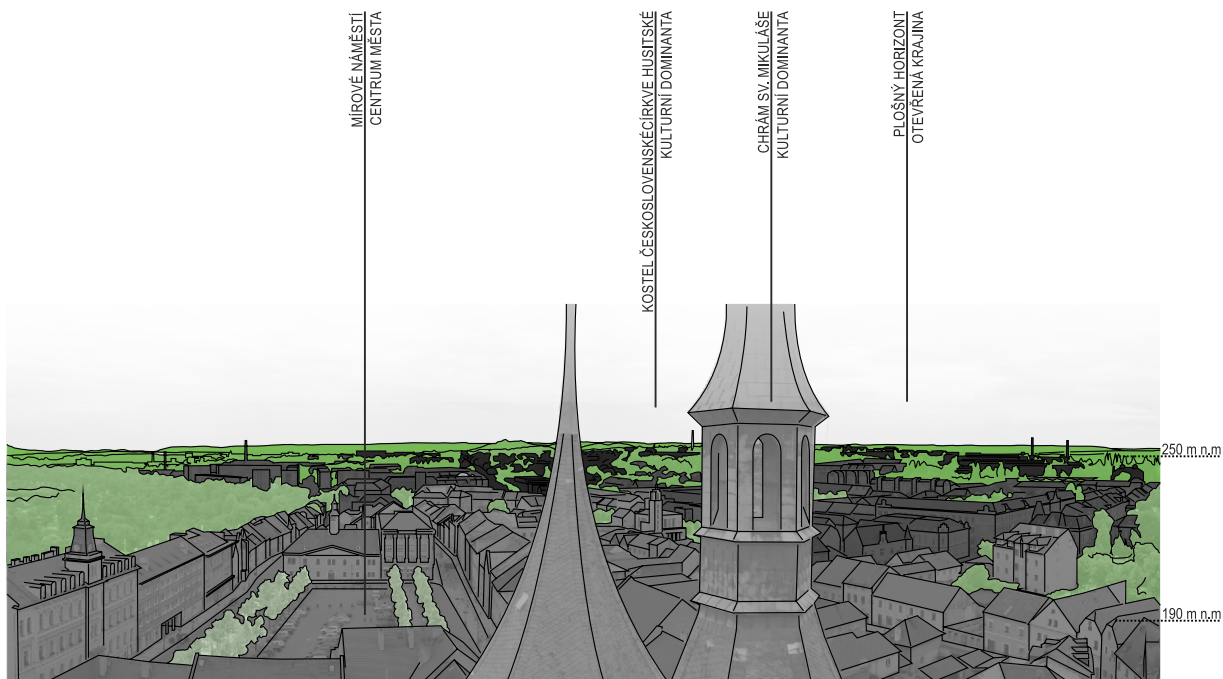 MÍROVÉ NÁMĚSTÍ
CENTRUM MĚSTA
KOSTEL ČESKOSLOVENSKÉCÍRKVE HUSITSKÉ
KULTURNÍ DOMINANTA
CHRÁM SV. MIKULÁŠE
KULTURNÍ DOMINANTA
PLOŠNÝ HORIZONT
OTEVŘENÁ KRAJINA
250 m n.m
190 m n.m